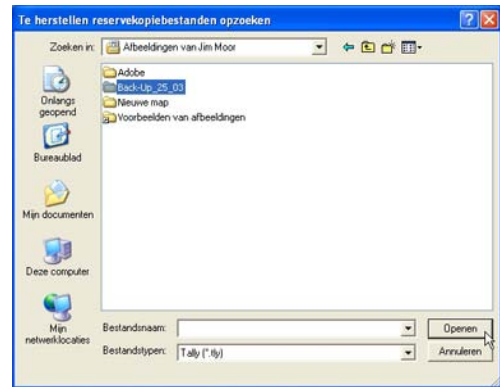 Te herstellen reservekopiebestanden opzoeken
Zoeken in: Afbeeldingen van Jim Moor
Adobe
Back-Up_25_03
Nieuwe map
Voorbeelden van afbeeldingen
Onlangs
geopend
Bureaublad
Mijn documenten
Deze computer
Mijn
netwerklocaties
Bestandsnaam:
Openen
Bestandstypen: Tally (*.tly)
Annuleren